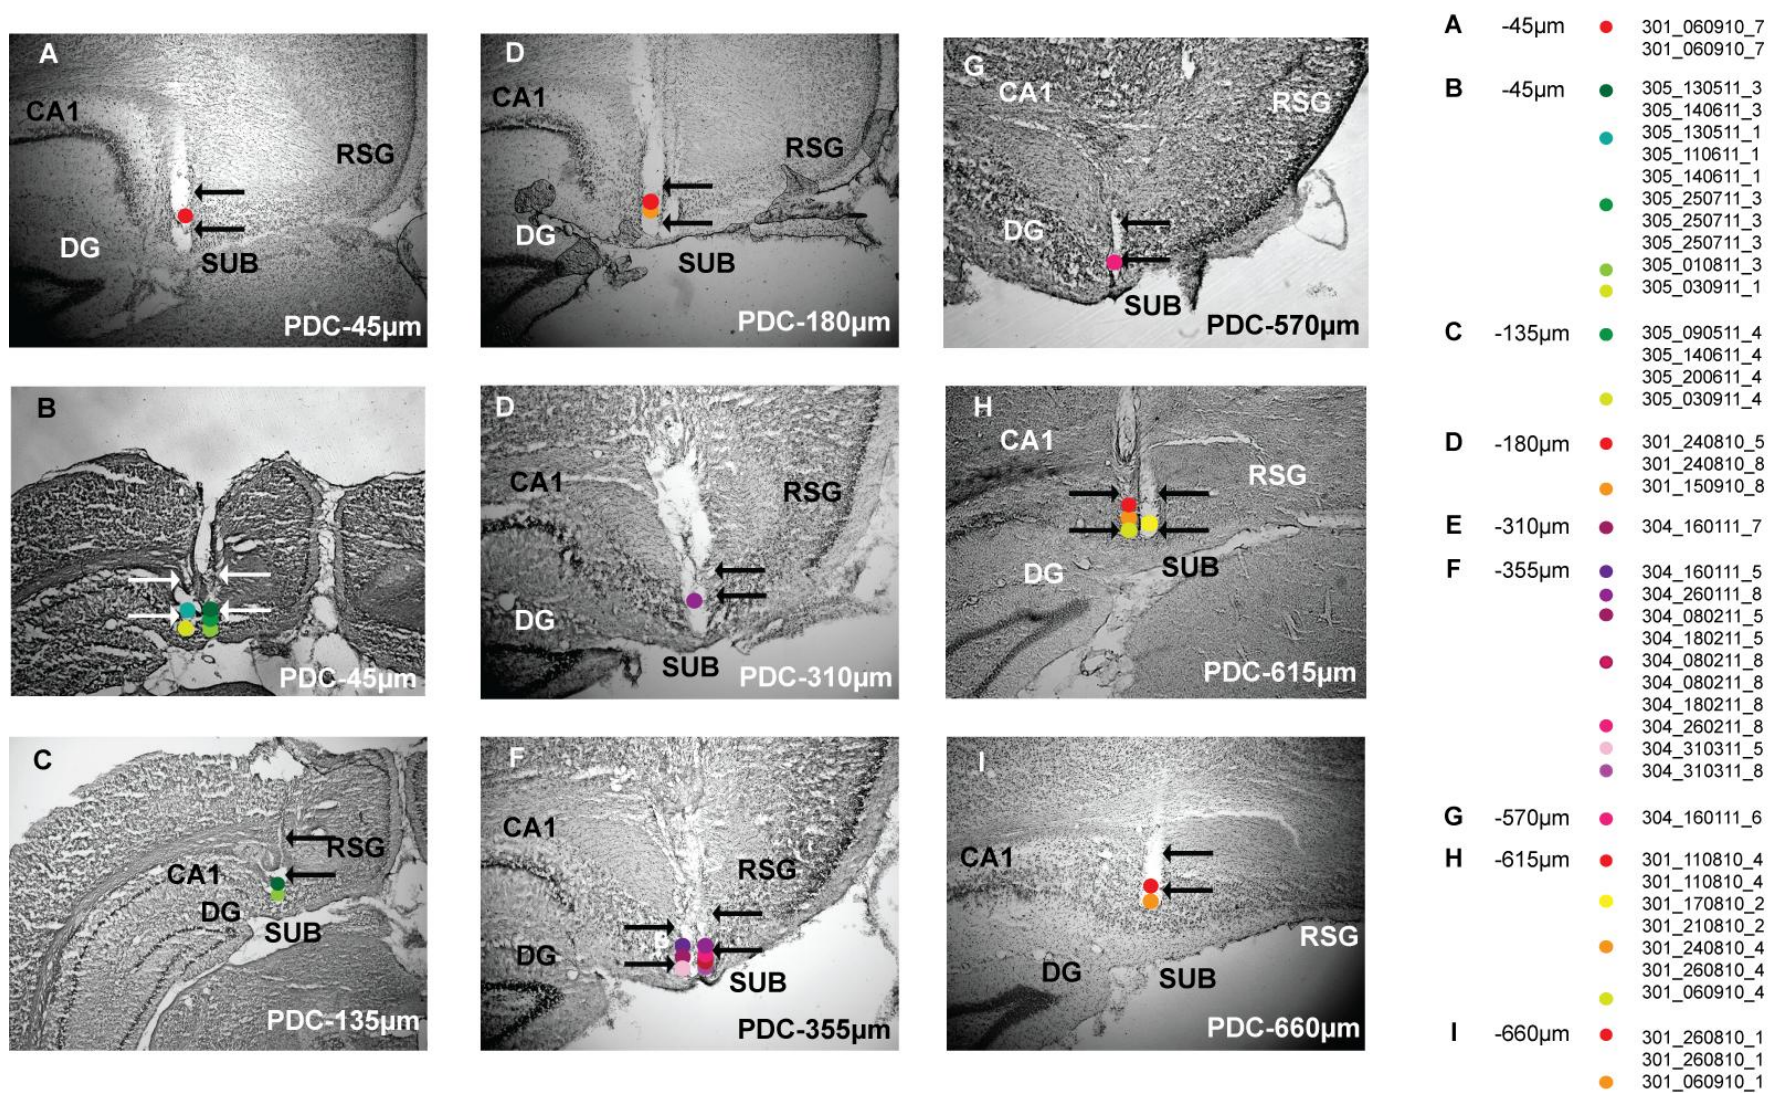 A
CA1
RSG
DG
SUB
PDC-45µm
D
CA1
RSG
DG
SUB
PDC-180µm
G
CA1
RSG
DG
SUB
PDC-570µm
B
PDC-45µm
D
CA1
RSG
DG
SUB
PDC-310µm
H
CA1
RSG
DG
SUB
PDC-615µm
C
RSG
CA1
DG
SUB
PDC-135µm
F
CA1
RSG
DG
SUB
PDC-355µm
I
CA1
RSG
DG
SUB
PDC-660µm
A -45µm 301_060910_7
301_060910_7
B -45µm 305_130511_3
305_140611_3
305_130511_1
305_110611_1
305_140611_1
305_250711_3
305_250711_3
305_250711_3
305_010811_3
305_030911_1
C -135µm 305_090511_4
305_140611_4
305_200611_4
305_030911_4
D -180µm 301_240810_5
301_240810_8
301_150910_8
E -310µm 304_160111_7
F -355µm 304_160111_5
304_260111_8
304_080211_5
304_180211_5
304_080211_8
304_080211_8
304_180211_8
304_260211_8
304_310311_5
304_310311_8
G -570µm 304_160111_6
H -615µm 301_110810_4
301_110810_4
301_170810_2
301_210810_2
301_240810_4
301_260810_4
301_060910_4
I -660µm 301_260810_1
301_260810_1
301_060910_1